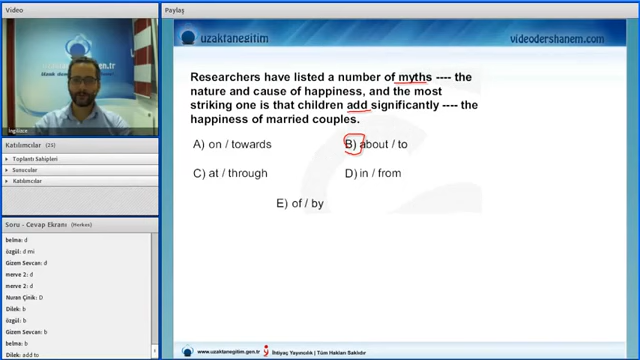 Video
Paylaş
uzaktanegitim
videodershanem.com
Researchers have listed a number of myths ---- the
nature and cause of happiness, and the most
striking one is that children add significantly ---- the
happiness of married couples.
A) on / towards
B) about / to
C) at / through
D) in / from
E) of / by
İngilizce
Katılımcılar (25)
Toplantı Sahipleri
Sunucular
Katılımcılar
Soru - Cevap Ekranı (Herkes)
belma: d
özgül: d mi
Gizem Sevcan: d
merve 2: d
merve 2: d
Nuran Çinik: D
Dilek: b
özgül: b
Gizem Sevcan: b
belma: b
Dilek: add to
www.uzaktanegitim.gen.tr
İhtiyaç Yayıncılık | Tüm Hakları Saklıdır